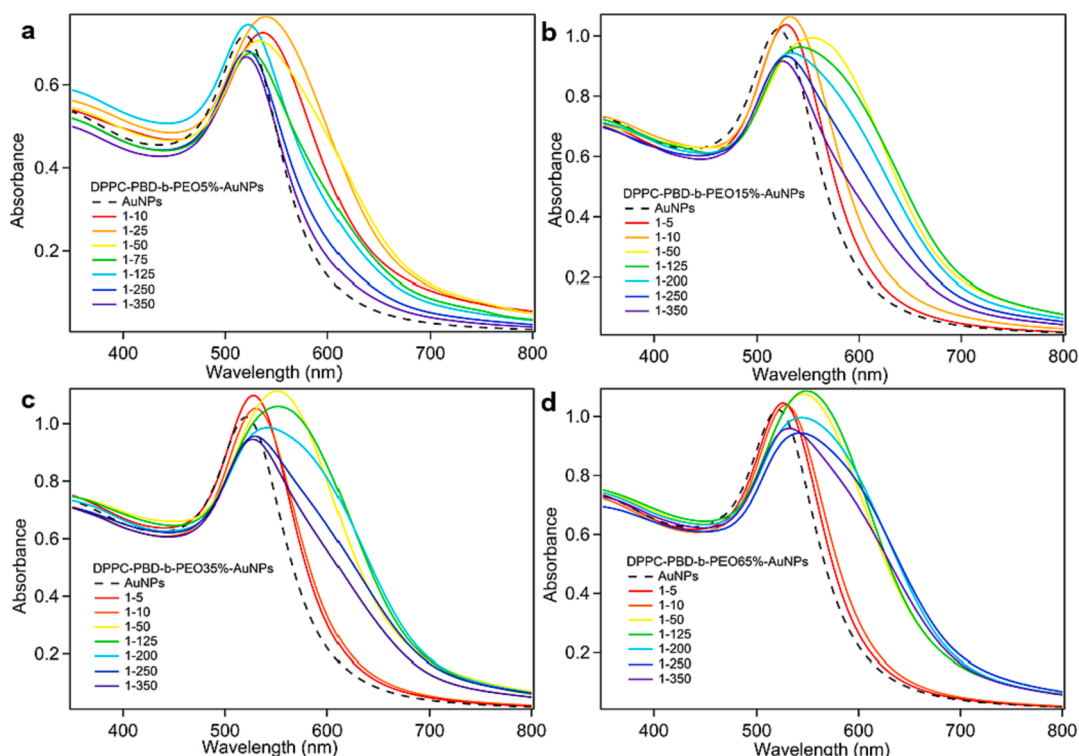 a
Absorbance
0.6
0.4
0.2
DPPC-PBD-b-PEO5%-AuNPs
AuNPs
1-10
1-25
1-50
1-75
1-125
1-250
1-350
400 500 600 700 800
Wavelength (nm)
b
Absorbance
1.0
0.8
0.6
0.4
0.2
DPPC-PBD-b-PEO15%-AuNPs
AuNPs
1-5
1-10
1-50
1-125
1-200
1-250
1-350
400 500 600 700 800
Wavelength (nm)
c
Absorbance
1.0
0.8
0.6
0.4
0.2
DPPC-PBD-b-PEO35%-AuNPs
AuNPs
1-5
1-10
1-50
1-125
1-200
1-250
1-350
400 500 600 700 800
Wavelength (nm)
d
Absorbance
1.0
0.8
0.6
0.4
0.2
DPPC-PBD-b-PEO65%-AuNPs
AuNPs
1-5
1-10
1-50
1-125
1-200
1-250
1-350
400 500 600 700 800
Wavelength (nm)